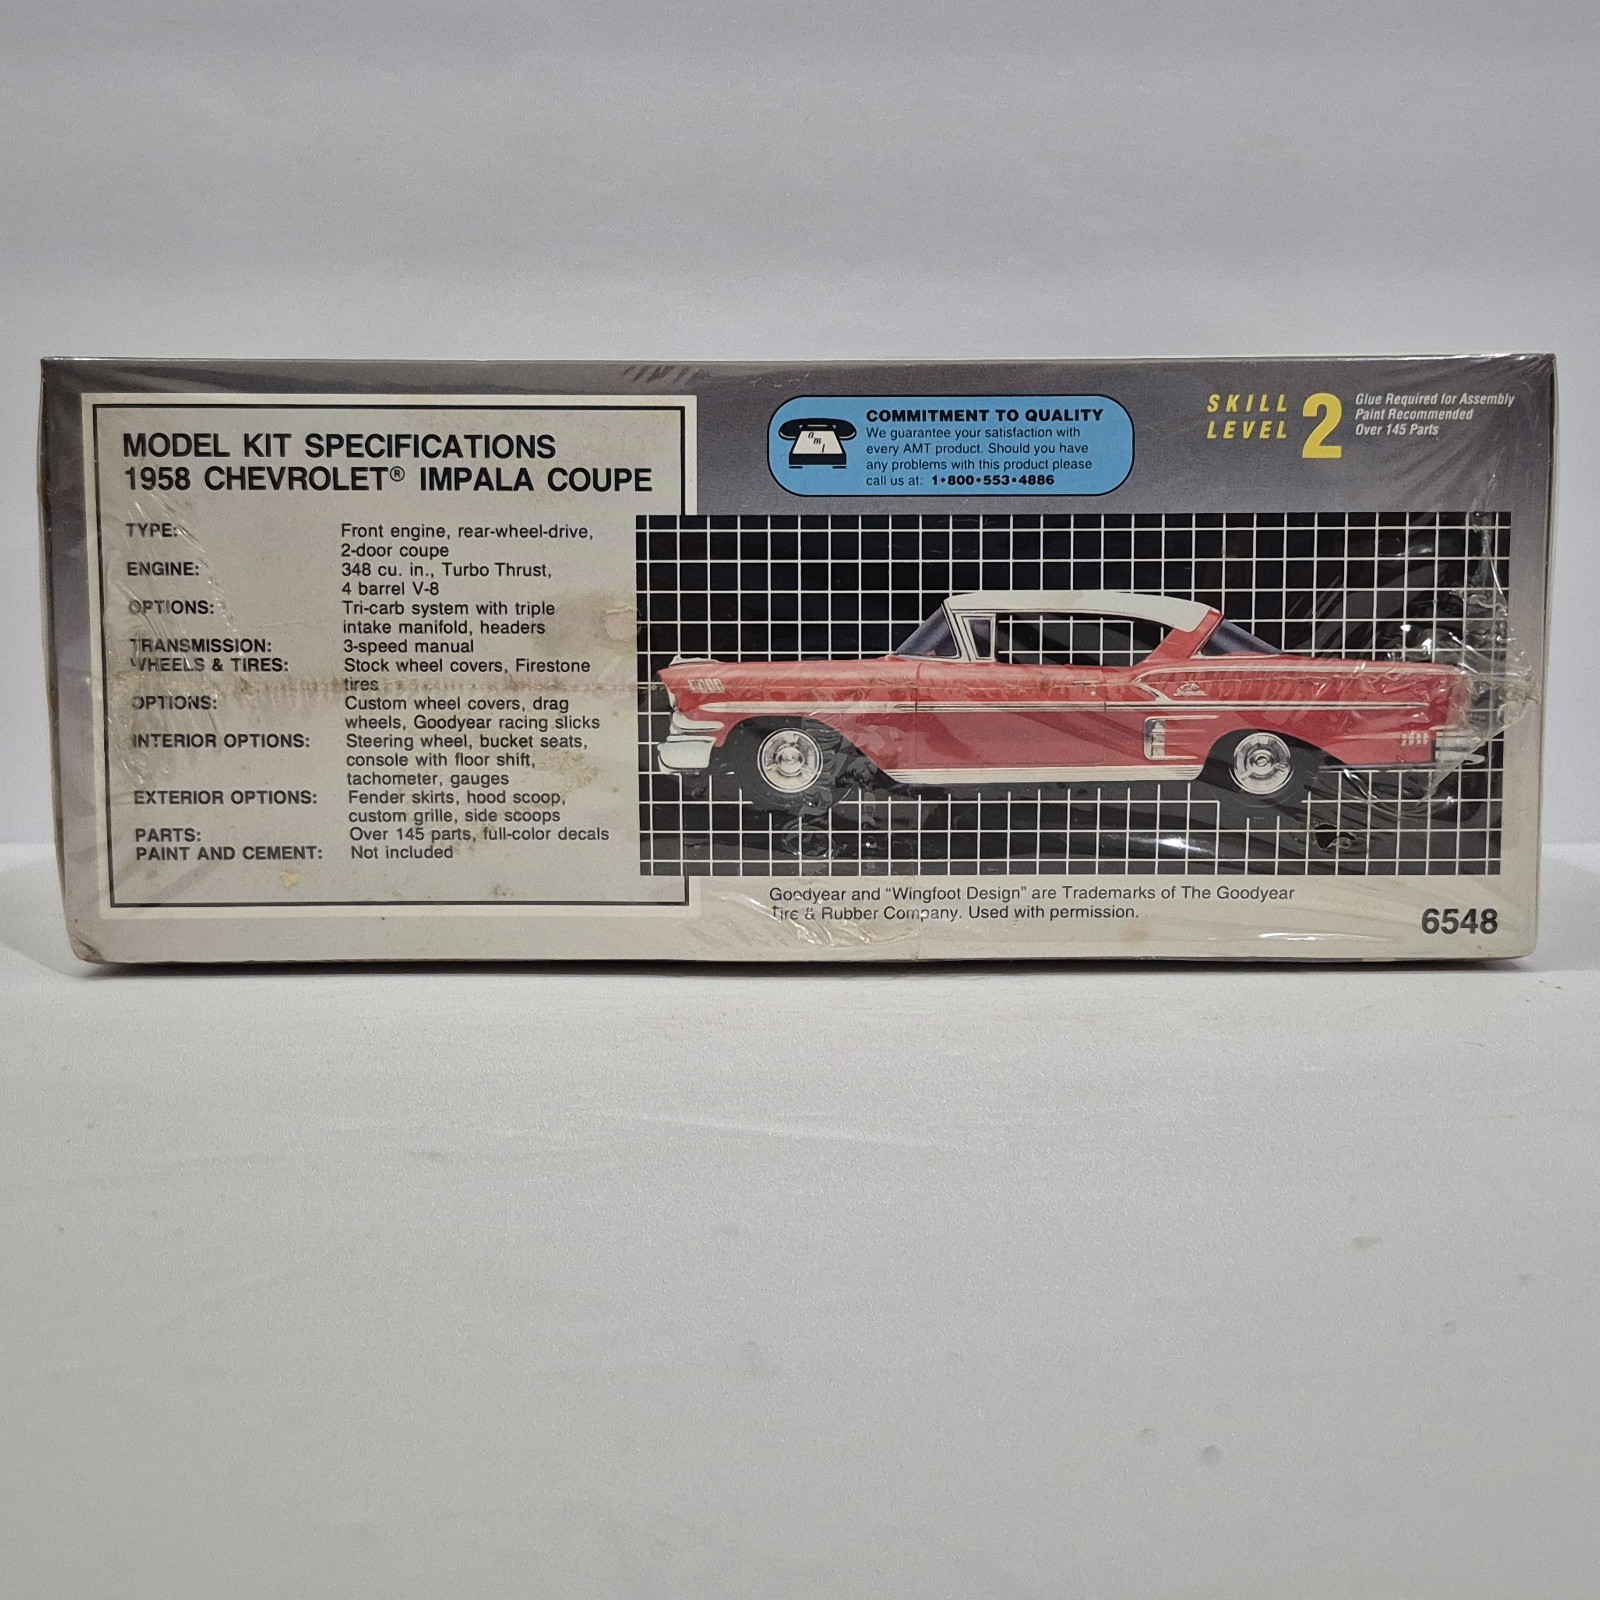 MODEL KIT SPECIFICATIONS
1958 CHEVROLET® IMPALA COUPE
TYPE: Front engine, rear-wheel-drive,
2-door coupe
ENGINE: 348 cu. in., Turbo Thrust,
4 barrel V-8
OPTIONS: Tri-carb system with triple
intake manifold, headers
TRANSMISSION: 3-speed manual
WHEELS & TIRES: Stock wheel covers, Firestone
tires
OPTIONS: Custom wheel covers, drag
wheels, Goodyear racing slicks
INTERIOR OPTIONS: Steering wheel, bucket seats,
console with floor shift,
tachometer, gauges
EXTERIOR OPTIONS: Fender skirts, hood scoop,
custom grille, side scoops
PARTS: Over 145 parts, full-color decals
PAINT AND CEMENT: Not included
amt
COMMITMENT TO QUALITY
We guarantee your satisfaction with
every AMT product. Should you have
any problems with this product please
call us at: 1•800•553•4886
SKILL
LEVEL 2
Glue Required for Assembly
Paint Recommended
Over 145 Parts
Goodyear and "Wingfoot Design" are Trademarks of The Goodyear
Tire & Rubber Company. Used with permission.
6548